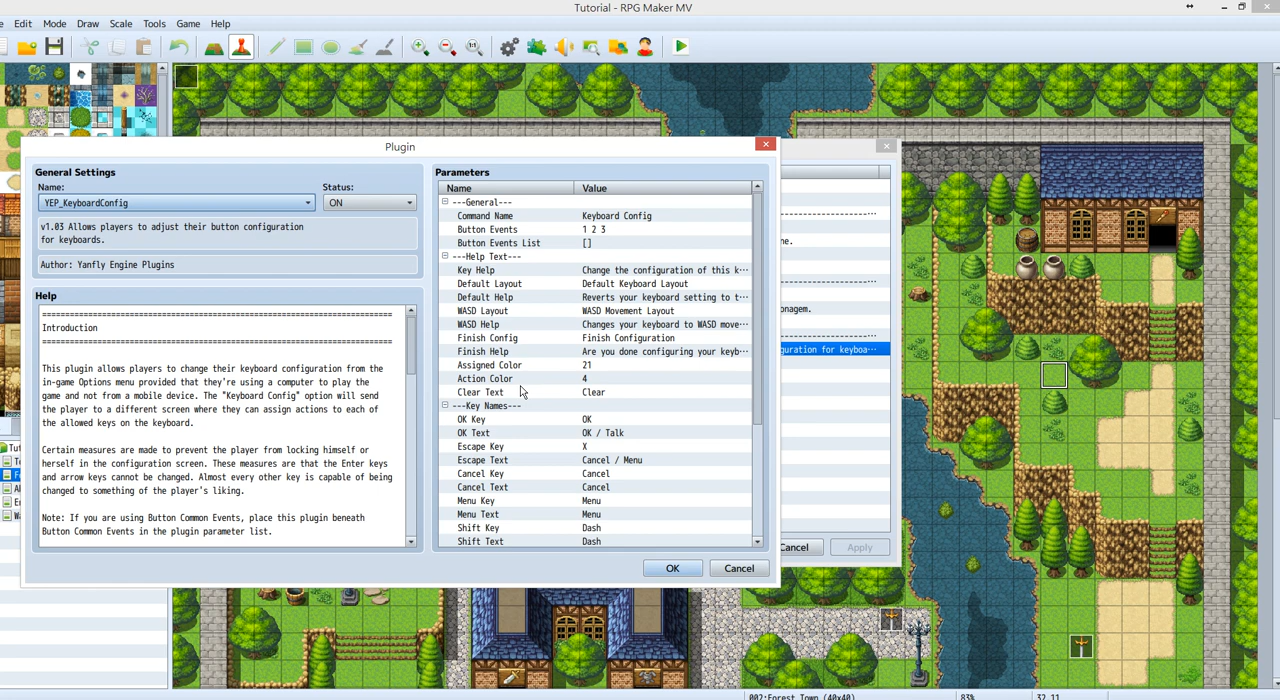 Tutorial - RPG Maker MV
Edit Mode Draw Scale Tools Game Help
1:1
Plugin
General Settings
Name:
Status:
YEP_KeyboardConfig
ON
v1.03 Allows players to adjust their button configuration
for keyboards.
Author: Yanfly Engine Plugins
Help
Introduction
This plugin allows players to change their keyboard configuration from the
in-game Options menu provided that they're using a computer to play the
game and not from a mobile device. The "Keyboard Config" option will send
the player to a different screen where they can assign actions to each of
the allowed keys on the keyboard.
Certain measures are made to prevent the player from locking himself or
herself in the configuration screen. These measures are that the Enter keys
and arrow keys cannot be changed. Almost every other key is capable of being
changed to something of the player's liking.
Note: If you are using Button Common Events, place this plugin beneath
Button Common Events in the plugin parameter list.
Parameters
Name Value
---General---
Command Name Keyboard Config
Button Events 1 2 3
Button Events List []
---Help Text---
Key Help Change the configuration of this k···
Default Layout Default Keyboard Layout
Default Help Reverts your keyboard setting to t···
WASD Layout WASD Movement Layout
WASD Help Changes your keyboard to WASD move···
Finish Config Finish Configuration
Finish Help Are you done configuring your keyb···
Assigned Color 21
Action Color 4
Clear Text Clear
---Key Names---
OK Key OK
OK Text OK / Talk
Escape Key X
Escape Text Cancel / Menu
Cancel Key Cancel
Cancel Text Cancel
Menu Key Menu
Menu Text Menu
Shift Key Dash
Shift Text Dash
OK Cancel
ne.
onagem.
guration for keyboa···
Cancel Apply
002:Forest Town (40x40) 83% 32,11